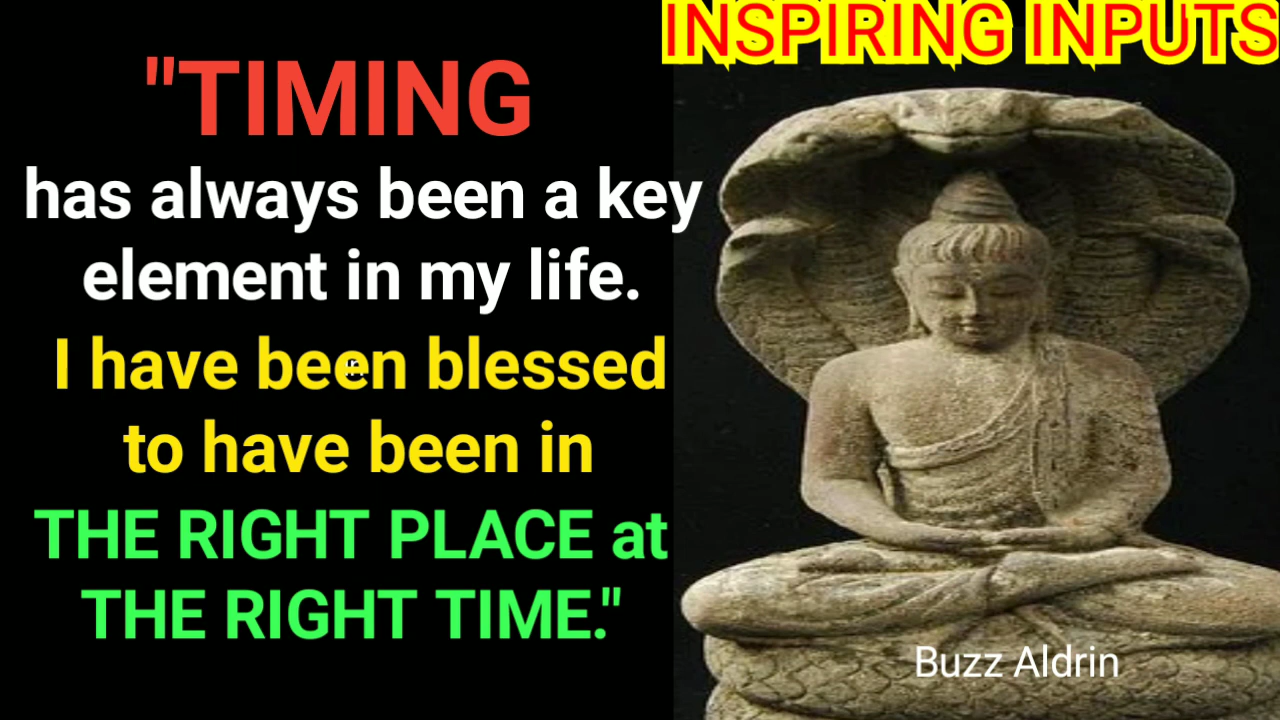 INSPIRING INPUTS
"TIMING
has always been a key
element in my life.
I have been blessed
to have been in
THE RIGHT PLACE at
THE RIGHT TIME."
Buzz Aldrin